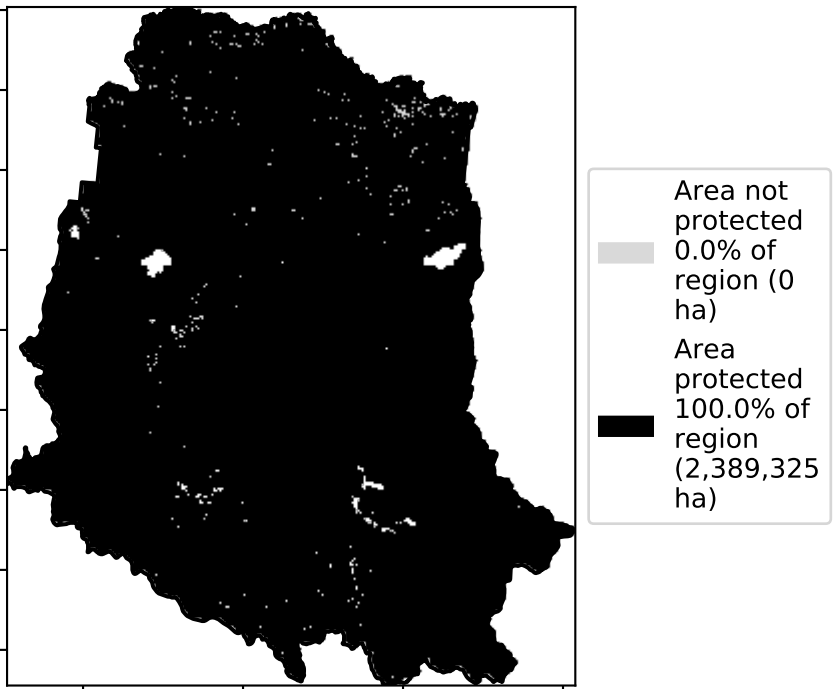 Area not
protected
0.0% of
region (0
ha)
Area
protected
100.0% of
region
(2,389,325
ha)